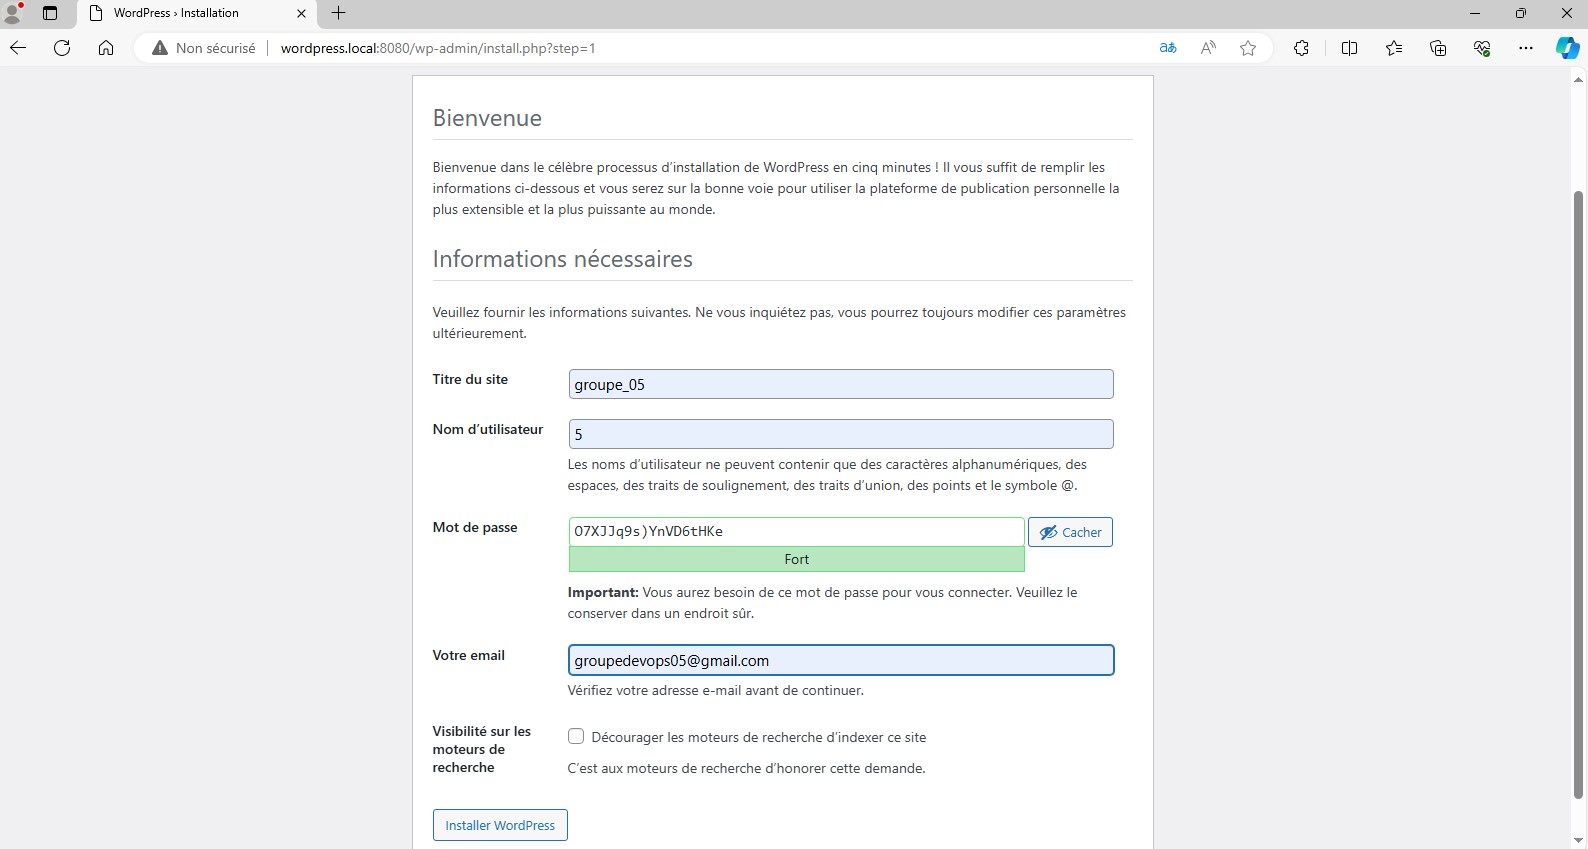 WordPress › Installation
Non sécurisé
wordpress.local:8080/wp-admin/install.php?step=1
Bienvenue
Bienvenue dans le célèbre processus d’installation de WordPress en cinq minutes ! Il vous suffit de remplir les
informations ci-dessous et vous serez sur la bonne voie pour utiliser la plateforme de publication personnelle la
plus extensible et la plus puissante au monde.
Informations nécessaires
Veuillez fournir les informations suivantes. Ne vous inquiétez pas, vous pourrez toujours modifier ces paramètres
ultérieurement.
Titre du site
groupe_05
Nom d’utilisateur
5
Les noms d’utilisateur ne peuvent contenir que des caractères alphanumériques, des
espaces, des traits de soulignement, des traits d’union, des points et le symbole @.
Mot de passe
O7XJJq9s)YnVD6tHKe
Cacher
Fort
Important: Vous aurez besoin de ce mot de passe pour vous connecter. Veuillez le
conserver dans un endroit sûr.
Votre email
groupedevops05@gmail.com
Vérifiez votre adresse e-mail avant de continuer.
Visibilité sur les
moteurs de
recherche
Décourager les moteurs de recherche d’indexer ce site
C’est aux moteurs de recherche d’honorer cette demande.
Installer WordPress